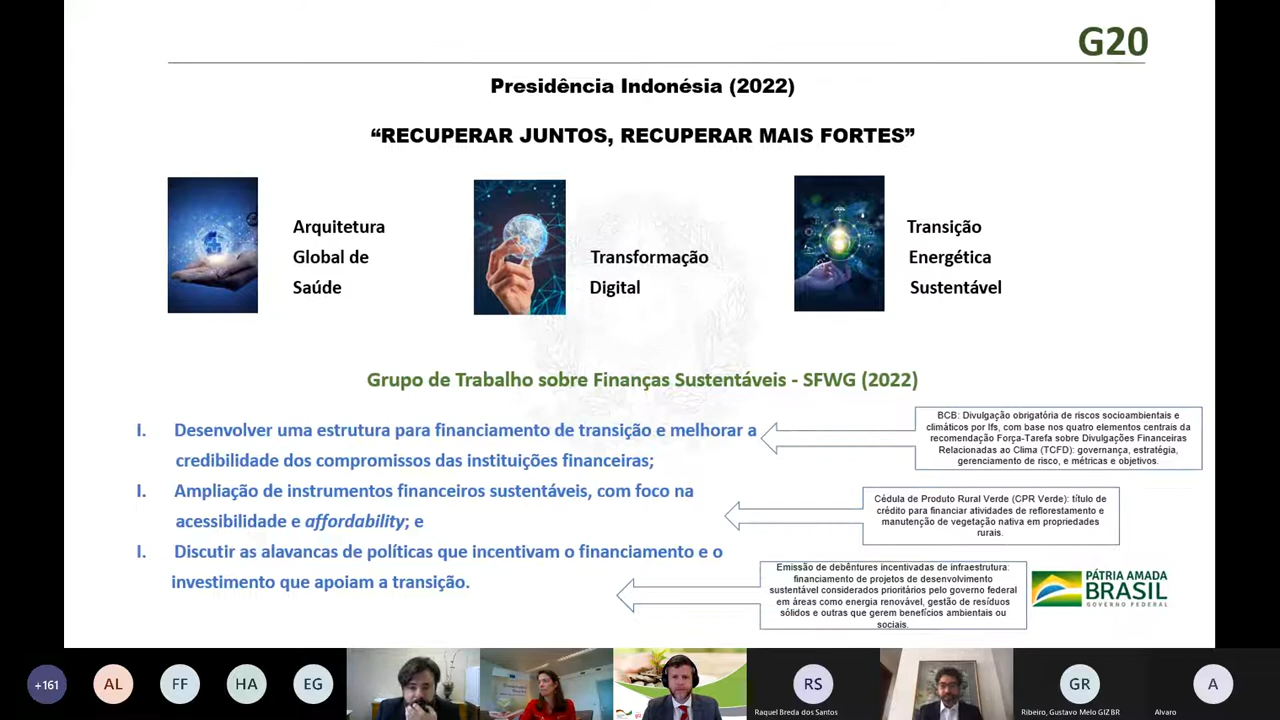 G20
Presidência Indonésia (2022)
“RECUPERAR JUNTOS, RECUPERAR MAIS FORTES”
Arquitetura
Global de
Saúde
Transformação
Digital
Transição
Energética
Sustentável
Grupo de Trabalho sobre Finanças Sustentáveis - SFWG (2022)
I. Desenvolver uma estrutura para financiamento de transição e melhorar a
credibilidade dos compromissos das instituições financeiras;
I. Ampliação de instrumentos financeiros sustentáveis, com foco na
acessibilidade e affordability; e
I. Discutir as alavancas de políticas que incentivam o financiamento e o
investimento que apoiam a transição.
BCB: Divulgação obrigatória de riscos socioambientais e
climáticos por Ifs, com base nos quatro elementos centrais da
recomendação Força-Tarefa sobre Divulgações Financeiras
Relacionadas ao Clima (TCFD): governança, estratégia,
gerenciamento de risco, e métricas e objetivos.
Cédula de Produto Rural Verde (CPR Verde): título de
crédito para financiar atividades de reflorestamento e
manutenção de vegetação nativa em propriedades
rurais.
Emissão de debêntures incentivadas de infraestrutura:
financiamento de projetos de desenvolvimento
sustentável considerados prioritários pelo governo federal
em áreas como energia renovável, gestão de resíduos
sólidos e outras que gerem benefícios ambientais ou
sociais.
PÁTRIA AMADA
BRASIL
GOVERNO FEDERAL
+161
AL
FF
HA
EG
RS
Raquel Breda dos Santos
GR
Ribeiro, Gustavo Melo GIZ BR
A
Alvaro